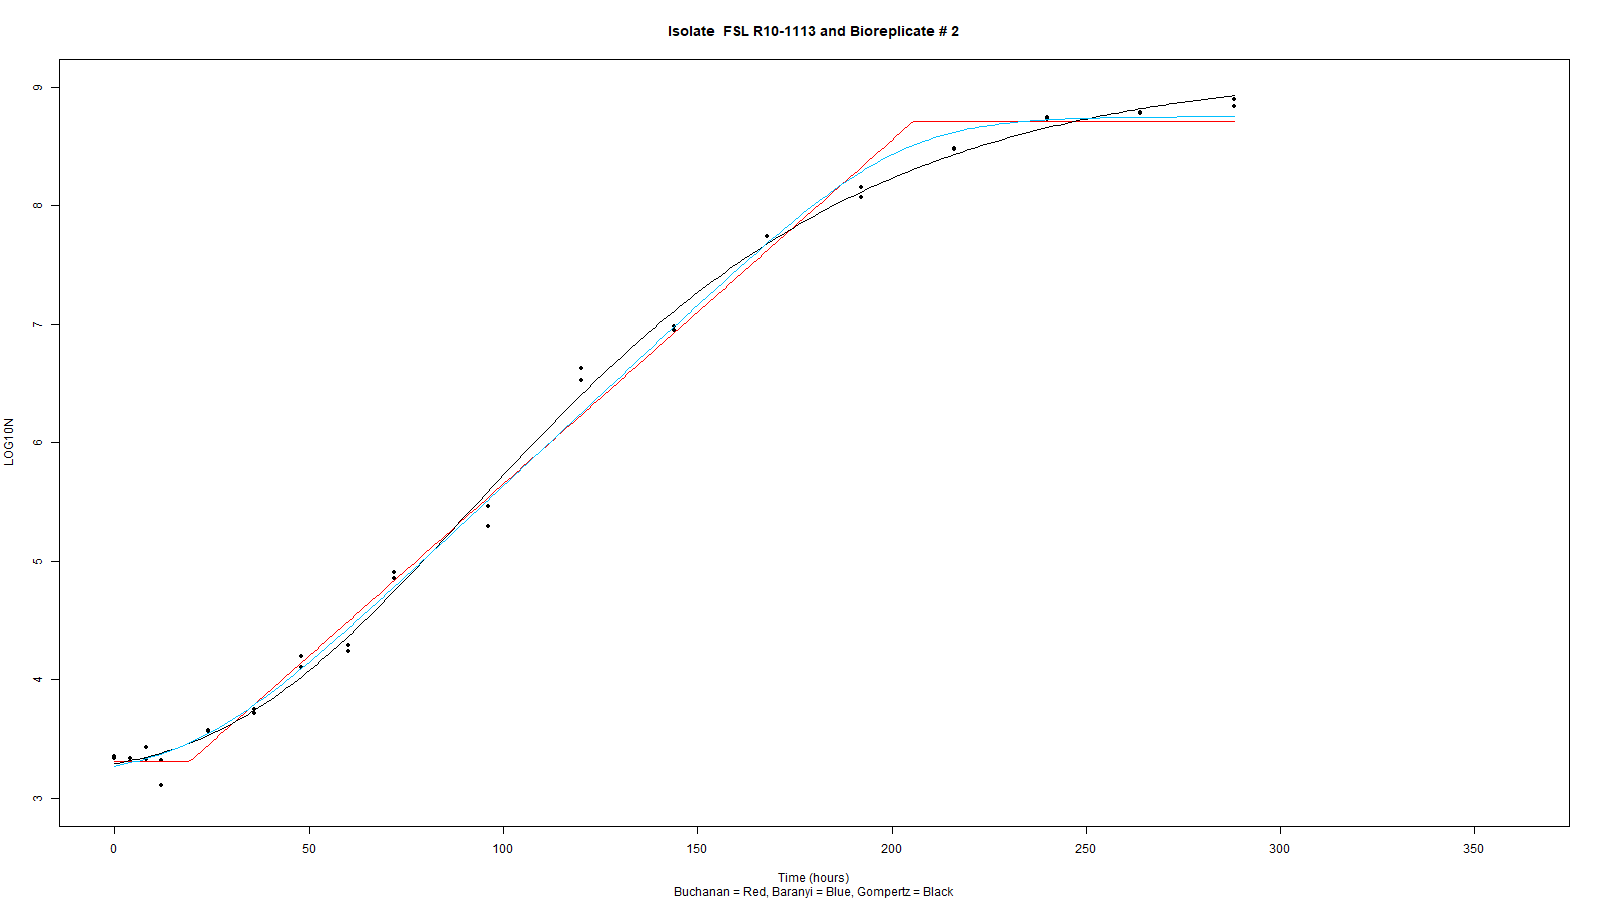 Isolate  FSL R10-1113 and Bioreplicate # 2
9
8
7
6
5
4
3
LOG10N
0 50 100 150 200 250 300 350
Time (hours)
Buchanan = Red, Baranyi = Blue, Gompertz = Black